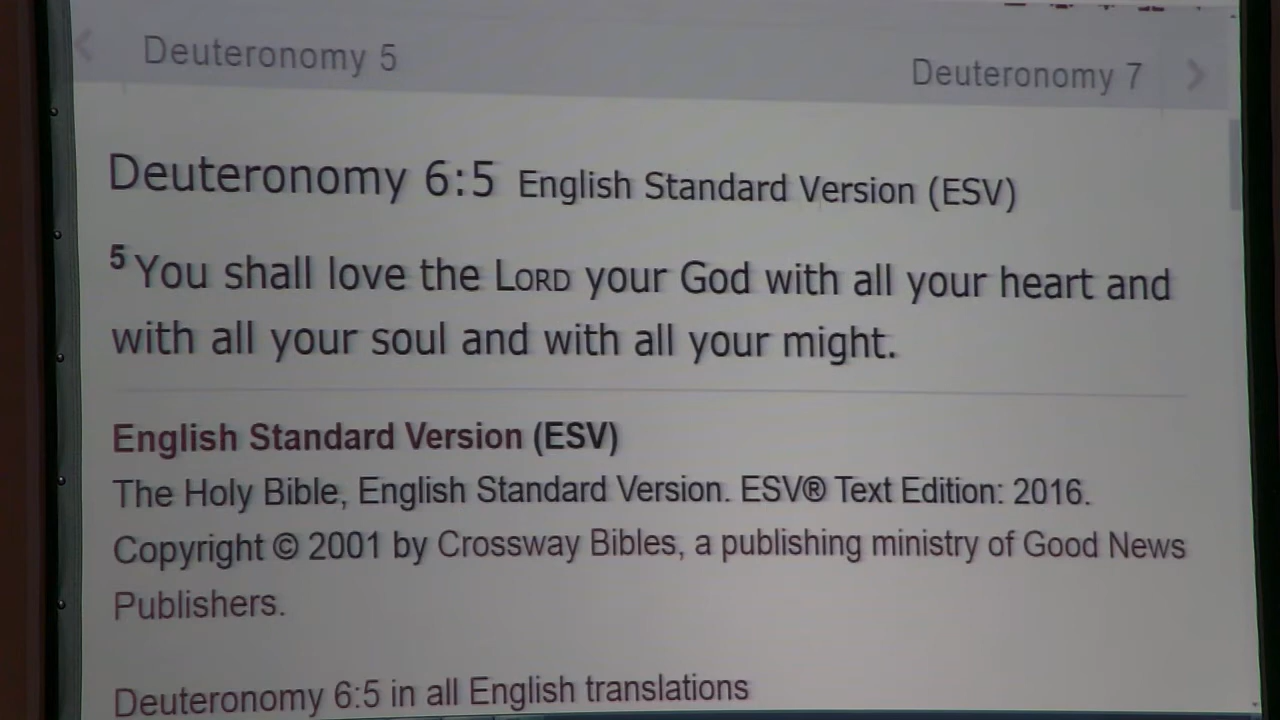 Deuteronomy 5
Deuteronomy 7
Deuteronomy 6:5 English Standard Version (ESV)
5 You shall love the LORD your God with all your heart and
with all your soul and with all your might.
English Standard Version (ESV)
The Holy Bible, English Standard Version. ESV® Text Edition: 2016.
Copyright © 2001 by Crossway Bibles, a publishing ministry of Good News
Publishers.
Deuteronomy 6:5 in all English translations